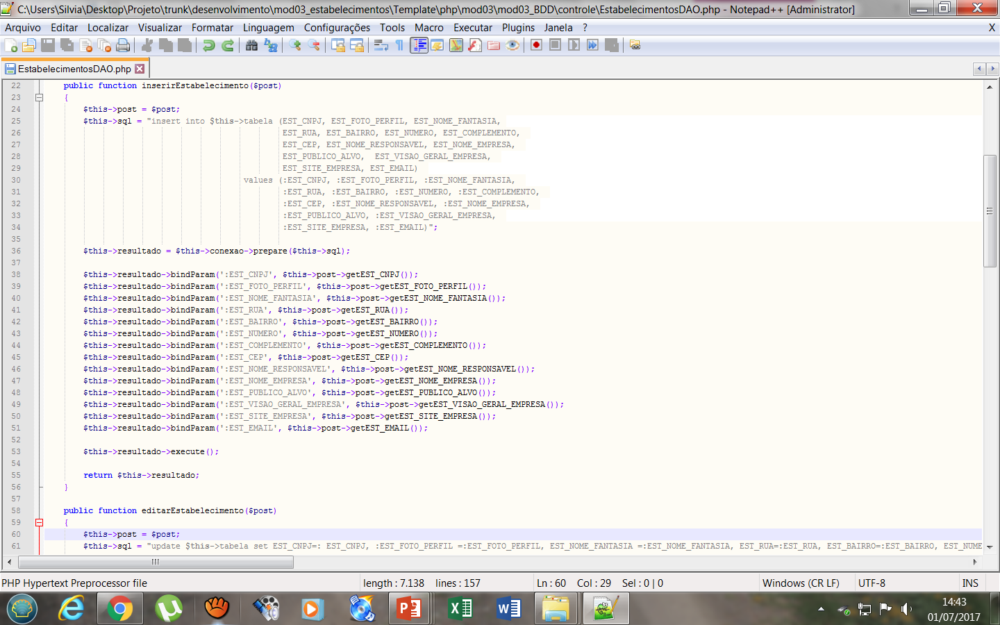 C:\Users\Silvia\Desktop\Projeto\trunk\desenvolvimento\mod03_estabelecimentos\Template\php\mod03\mod03_BDD\controle\EstabelecimentosDAO.php - Notepad++ [Administrator]
Arquivo Editar Localizar Visualizar Formatar Linguagem Configurações Tools Macro Executar Plugins Janela ? X
EstabelecimentosDAO.php
22 public function inserirEstabelecimento($post)
23 {
24 $this->post = $post;
25 $this->sql = "insert into $this->tabela (EST_CNPJ, EST_FOTO_PERFIL, EST_NOME_FANTASIA,
26 EST_RUA, EST_BAIRRO, EST_NUMERO, EST_COMPLEMENTO,
27 EST_CEP, EST_NOME_RESPONSAVEL, EST_NOME_EMPRESA,
28 EST_PUBLICO_ALVO,  EST_VISAO_GERAL_EMPRESA,
29 EST_SITE_EMPRESA, EST_EMAIL)
30 values (:EST_CNPJ, :EST_FOTO_PERFIL, :EST_NOME_FANTASIA,
31 :EST_RUA, :EST_BAIRRO, :EST_NUMERO, :EST_COMPLEMENTO,
32 :EST_CEP, :EST_NOME_RESPONSAVEL, :EST_NOME_EMPRESA,
33 :EST_PUBLICO_ALVO, :EST_VISAO_GERAL_EMPRESA,
34 :EST_SITE_EMPRESA, :EST_EMAIL)";
35
36 $this->resultado = $this->conexao->prepare($this->sql);
37
38 $this->resultado->bindParam(':EST_CNPJ', $this->post->getEST_CNPJ());
39 $this->resultado->bindParam(':EST_FOTO_PERFIL', $this->post->getEST_FOTO_PERFIL());
40 $this->resultado->bindParam(':EST_NOME_FANTASIA', $this->post->getEST_NOME_FANTASIA());
41 $this->resultado->bindParam(':EST_RUA', $this->post->getEST_RUA());
42 $this->resultado->bindParam(':EST_BAIRRO', $this->post->getEST_BAIRRO());
43 $this->resultado->bindParam(':EST_NUMERO', $this->post->getEST_NUMERO());
44 $this->resultado->bindParam(':EST_COMPLEMENTO', $this->post->getEST_COMPLEMENTO());
45 $this->resultado->bindParam(':EST_CEP', $this->post->getEST_CEP());
46 $this->resultado->bindParam(':EST_NOME_RESPONSAVEL', $this->post->getEST_NOME_RESPONSAVEL());
47 $this->resultado->bindParam(':EST_NOME_EMPRESA', $this->post->getEST_NOME_EMPRESA());
48 $this->resultado->bindParam(':EST_PUBLICO_ALVO', $this->post->getEST_PUBLICO_ALVO());
49 $this->resultado->bindParam(':EST_VISAO_GERAL_EMPRESA', $this->post->getEST_VISAO_GERAL_EMPRESA());
50 $this->resultado->bindParam(':EST_SITE_EMPRESA', $this->post->getEST_SITE_EMPRESA());
51 $this->resultado->bindParam(':EST_EMAIL', $this->post->getEST_EMAIL());
52
53 $this->resultado->execute();
54
55 return $this->resultado;
56 }
57
58 public function editarEstabelecimento($post)
59 {
60 $this->post = $post;
61 $this->sql = "update $this->tabela set EST_CNPJ=: EST_CNPJ, :EST_FOTO_PERFIL =:EST_FOTO_PERFIL, EST_NOME_FANTASIA =:EST_NOME_FANTASIA, EST_RUA=:EST_RUA, EST_BAIRRO=:EST_BAIRRO, EST_NUME
PHP Hypertext Preprocessor file length : 7.138 lines : 157 Ln : 60 Col : 29 Sel : 0 | 0 Windows (CR LF) UTF-8 INS
14:43
01/07/2017